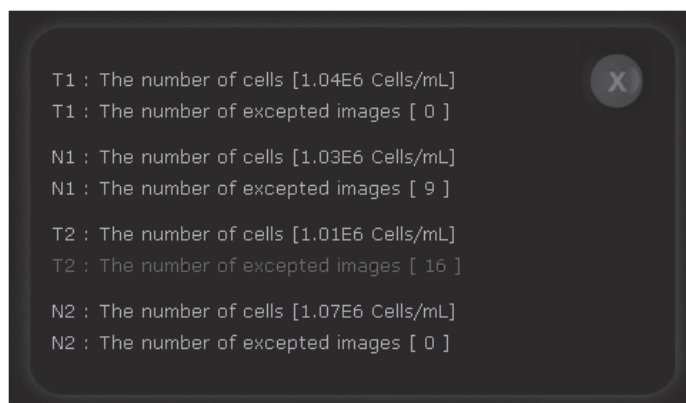 X
T1 : The number of cells [1.04E6 Cells/mL]
T1 : The number of excepted images [ 0 ]
N1 : The number of cells [1.03E6 Cells/mL]
N1 : The number of excepted images [ 9 ]
T2 : The number of cells [1.01E6 Cells/mL]
T2 : The number of excepted images [ 16 ]
N2 : The number of cells [1.07E6 Cells/mL]
N2 : The number of excepted images [ 0 ]